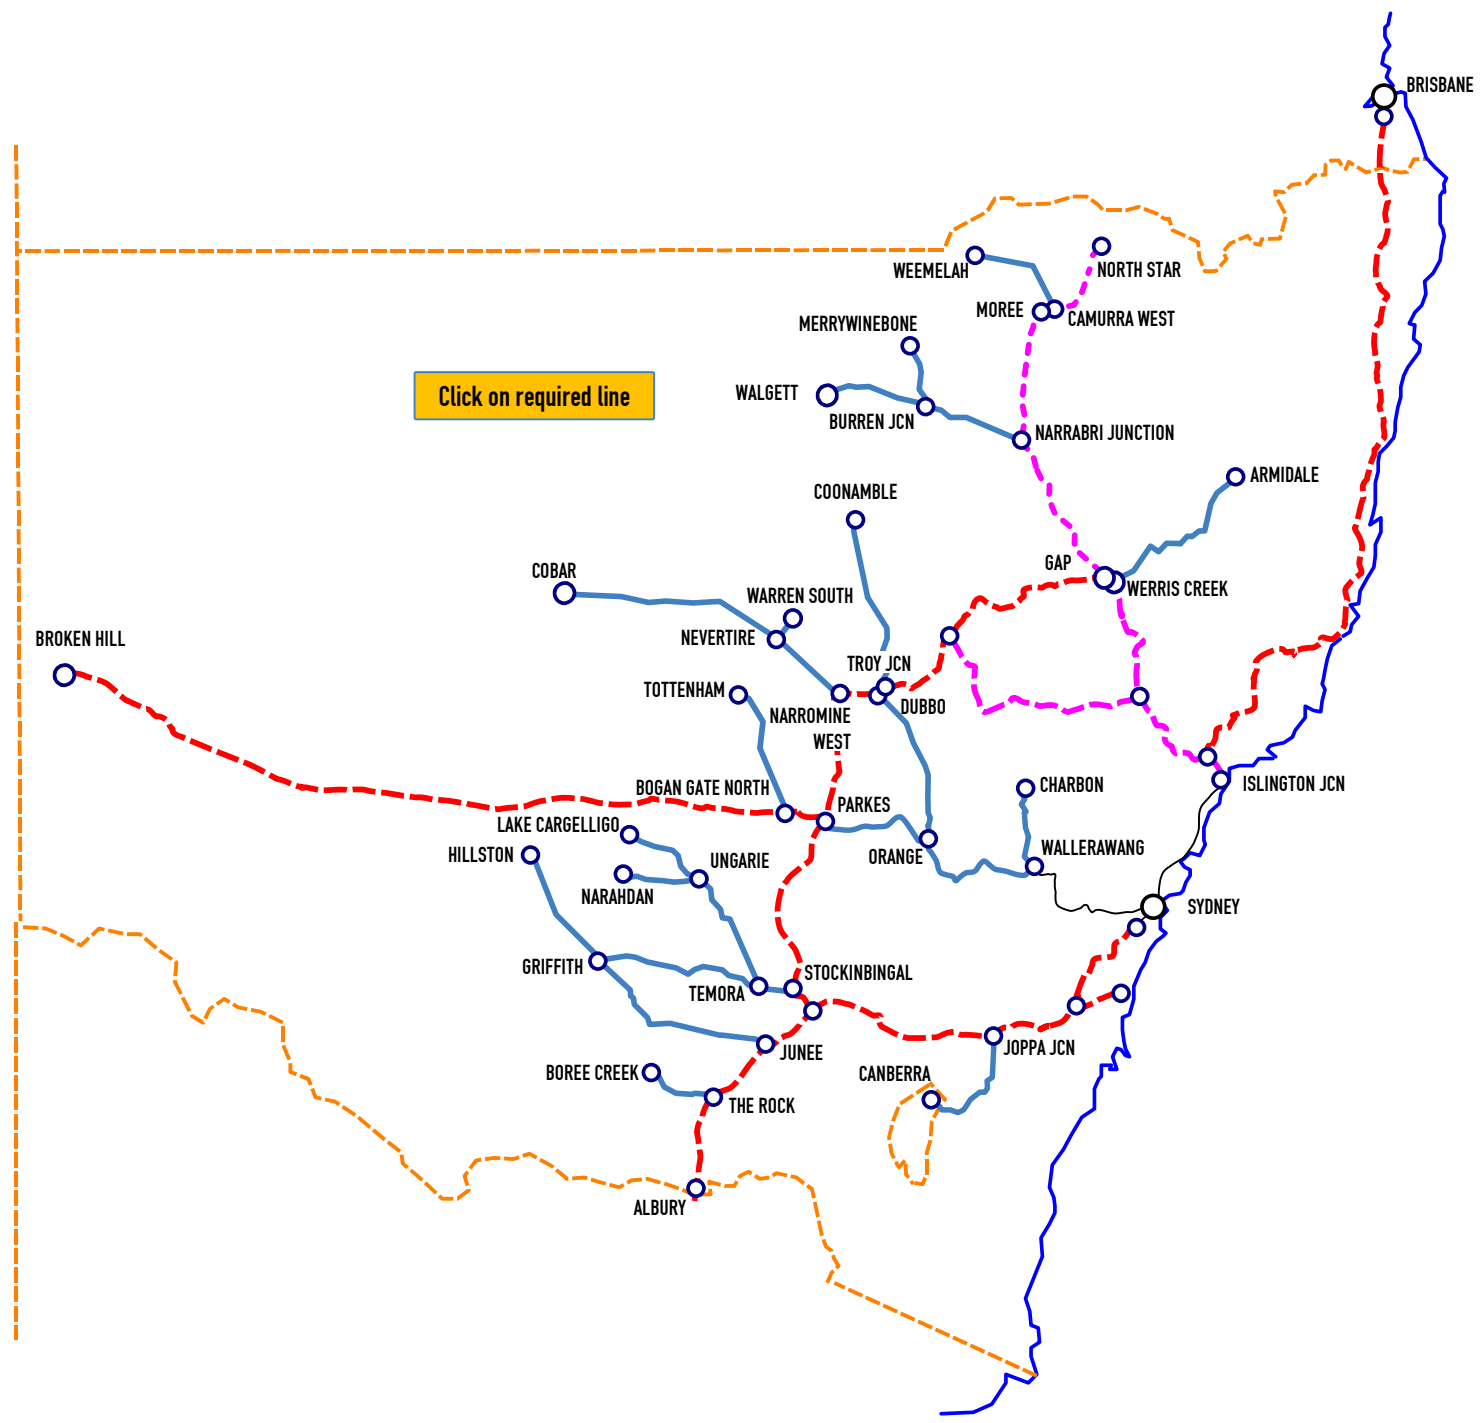 BRISBANE
WEEMELAH
NORTH STAR
MOREE
CAMURRA WEST
MERRYWINEBONE
Click on required line
WALGETT
BURREN JCN
NARRABRI JUNCTION
ARMIDALE
COONAMBLE
GAP
COBAR
WERRIS CREEK
WARREN SOUTH
BROKEN HILL
NEVERTIRE
TROY JCN
TOTTENHAM
DUBBO
NARROMINE
WEST
BOGAN GATE NORTH
CHARBON
ISLINGTON JCN
PARKES
LAKE CARGELLIGO
HILLSTON
ORANGE
WALLERAWANG
UNGARIE
NARAHDAN
SYDNEY
GRIFFITH
STOCKINBINGAL
TEMORA
JUNEE
JOPPA JCN
BOREE CREEK
CANBERRA
THE ROCK
ALBURY